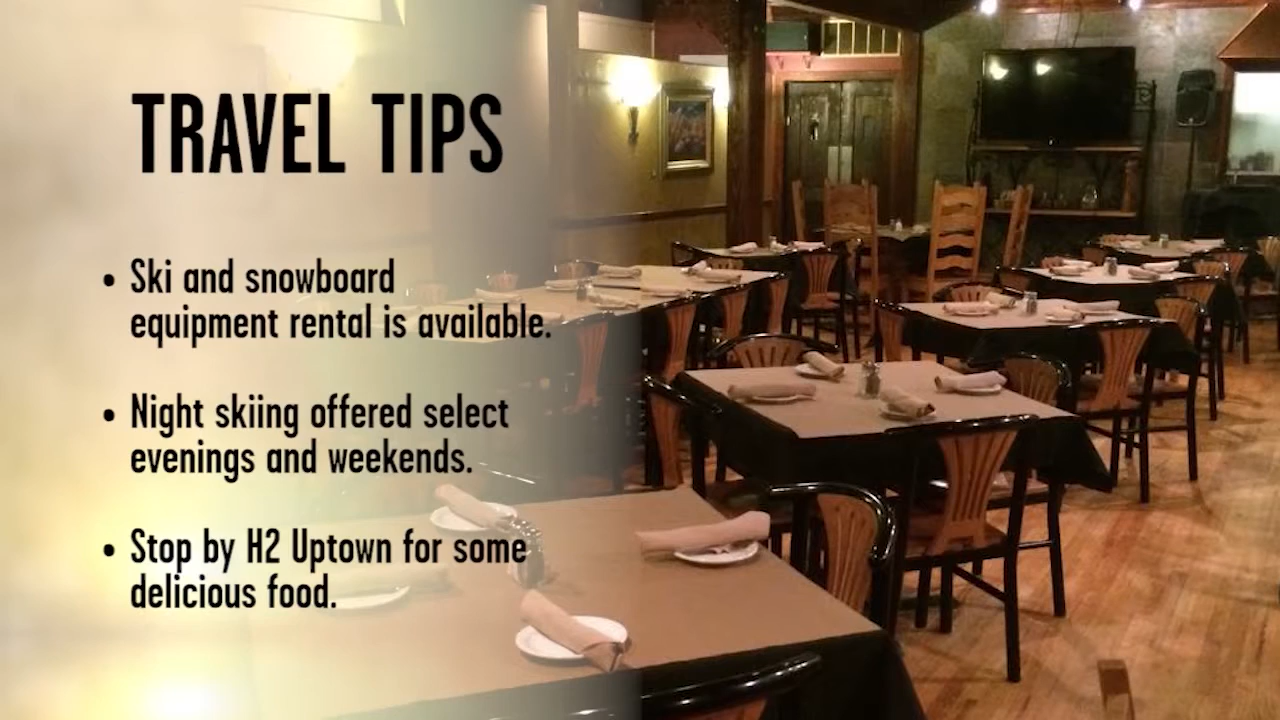 TRAVEL TIPS
• Ski and snowboard
equipment rental is available.
• Night skiing offered select
evenings and weekends.
• Stop by H2 Uptown for some
delicious food.